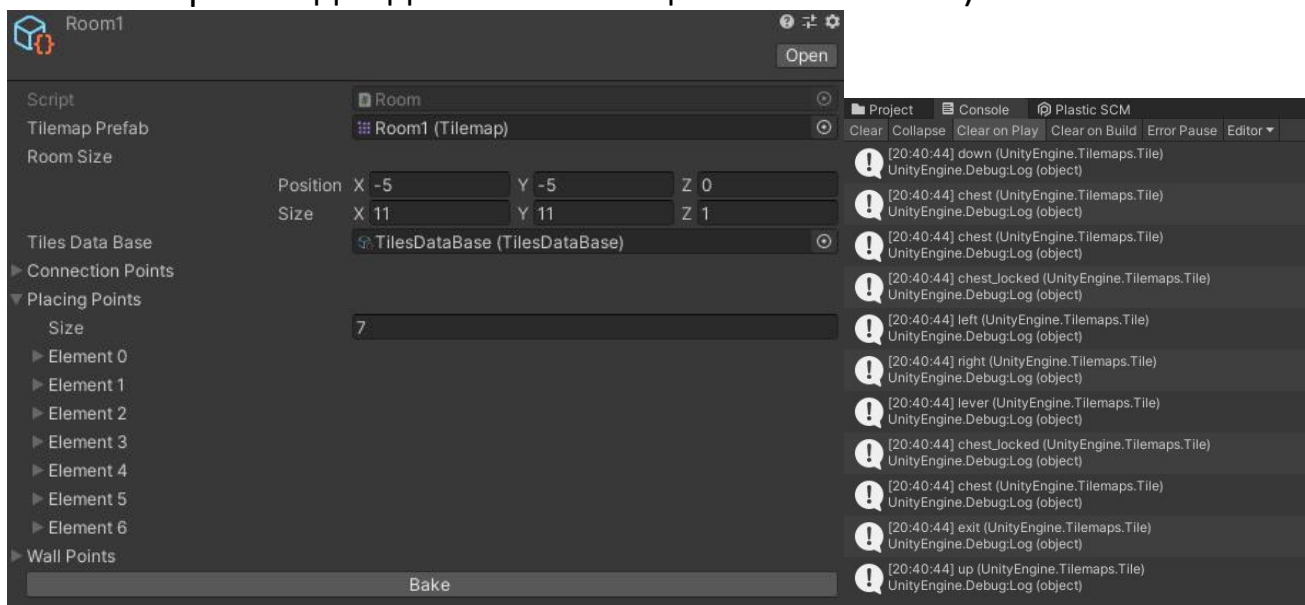 Room1
Open
Script Room
Tilemap Prefab Room1 (Tilemap)
Room Size
Position X -5 Y -5 Z 0
Size X 11 Y 11 Z 1
Tiles Data Base TilesDataBase (TilesDataBase)
Connection Points
Placing Points
Size 7
Element 0
Element 1
Element 2
Element 3
Element 4
Element 5
Element 6
Wall Points
Bake
Project Console Plastic SCM
Clear Collapse Clear on Play Clear on Build Error Pause Editor
[20:40:44] down (UnityEngine.Tilemaps.Tile)
UnityEngine.Debug:Log (object)
[20:40:44] chest (UnityEngine.Tilemaps.Tile)
UnityEngine.Debug:Log (object)
[20:40:44] chest (UnityEngine.Tilemaps.Tile)
UnityEngine.Debug:Log (object)
[20:40:44] chest_locked (UnityEngine.Tilemaps.Tile)
UnityEngine.Debug:Log (object)
[20:40:44] left (UnityEngine.Tilemaps.Tile)
UnityEngine.Debug:Log (object)
[20:40:44] right (UnityEngine.Tilemaps.Tile)
UnityEngine.Debug:Log (object)
[20:40:44] lever (UnityEngine.Tilemaps.Tile)
UnityEngine.Debug:Log (object)
[20:40:44] chest_locked (UnityEngine.Tilemaps.Tile)
UnityEngine.Debug:Log (object)
[20:40:44] chest (UnityEngine.Tilemaps.Tile)
UnityEngine.Debug:Log (object)
[20:40:44] exit (UnityEngine.Tilemaps.Tile)
UnityEngine.Debug:Log (object)
[20:40:44] up (UnityEngine.Tilemaps.Tile)
UnityEngine.Debug:Log (object)